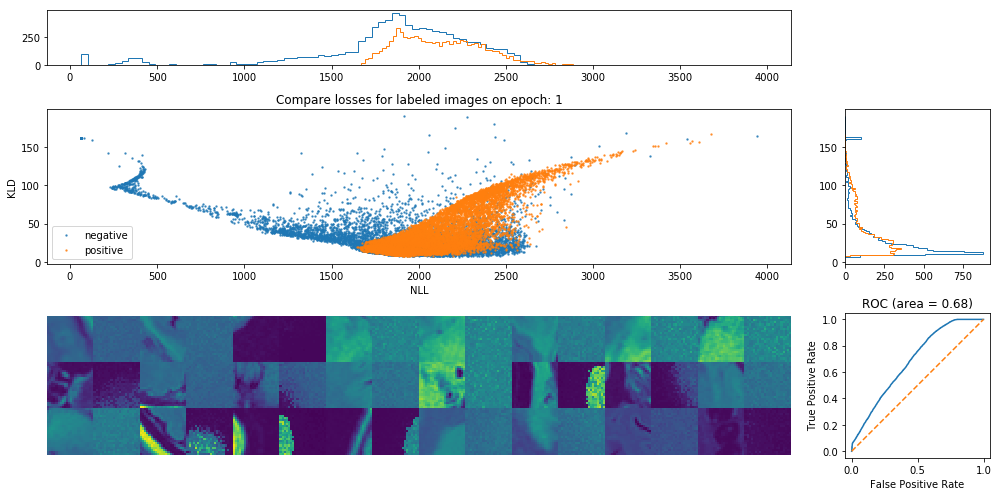 250
0
0 500 1000 1500 2000 2500 3000 3500 4000
Compare losses for labeled images on epoch: 1
150
100
50
0
KLD
negative
positive
0 500 1000 1500 2000 2500 3000 3500 4000
NLL
150
100
50
0
0 250 500 750
ROC (area = 0.68)
1.0
0.8
0.6
0.4
0.2
0.0
True Positive Rate
0.0 0.5 1.0
False Positive Rate